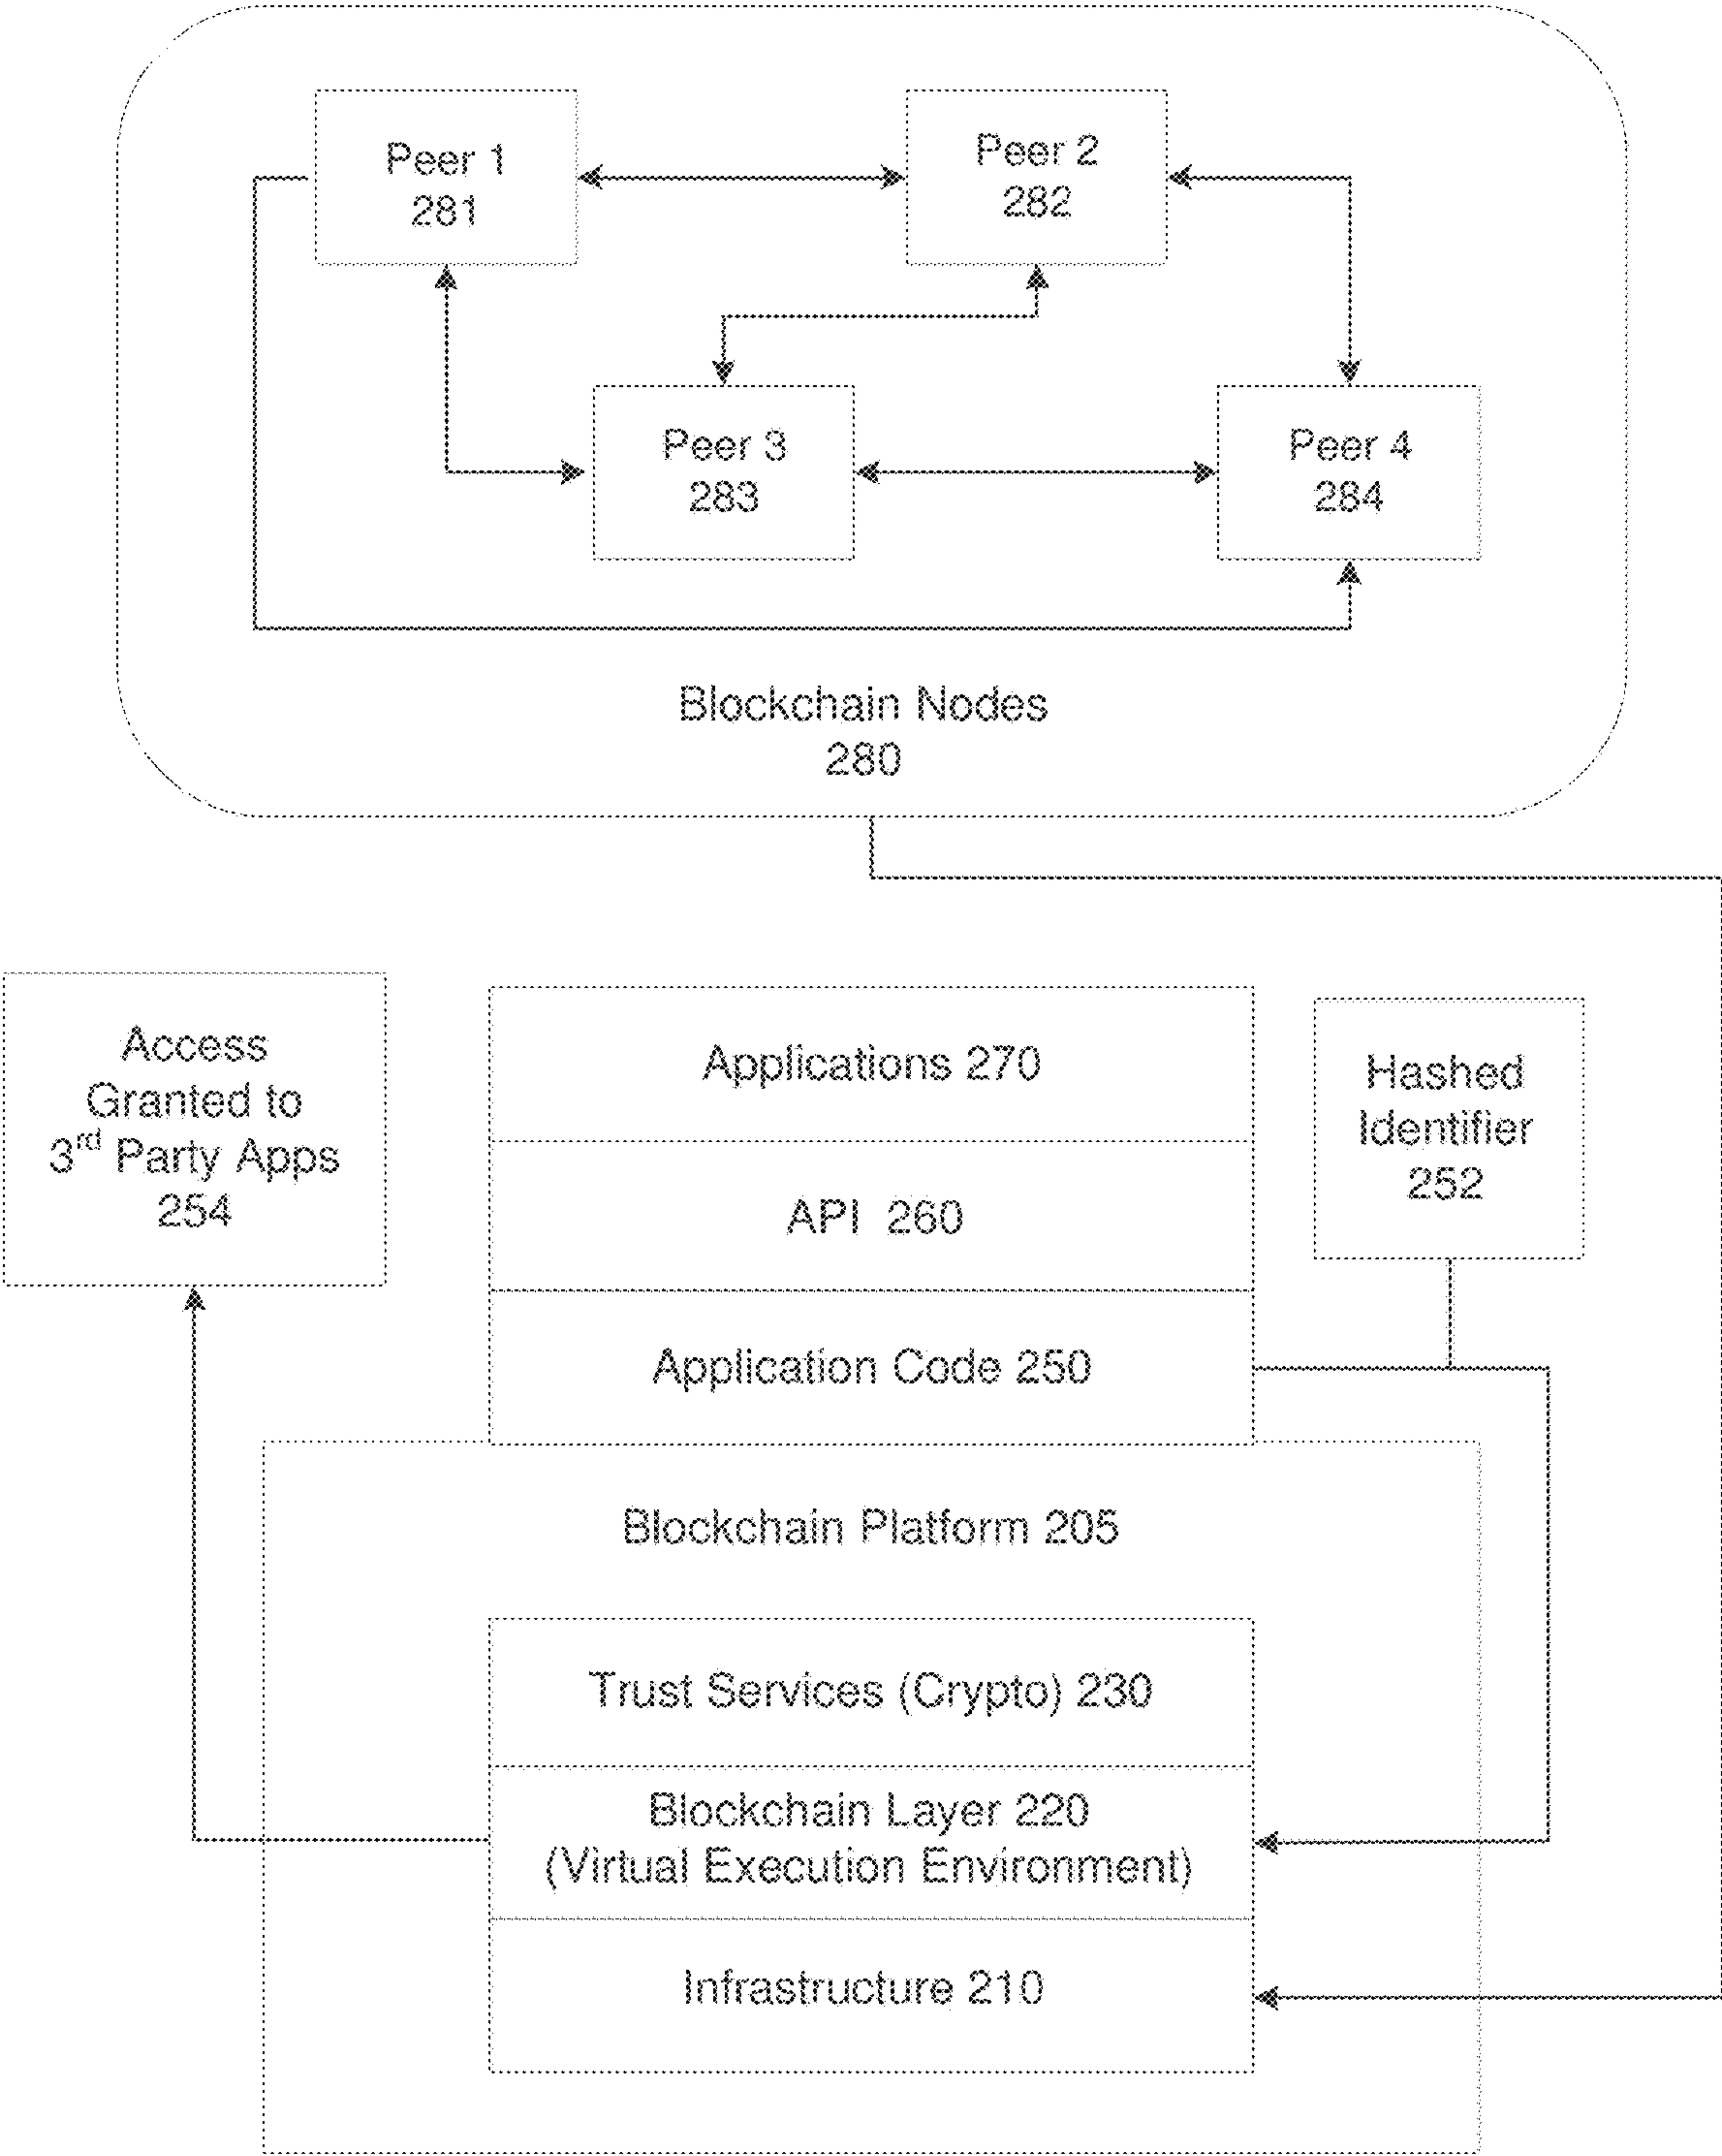 Peer 1
281
Peer 2
282
Peer 3
283
Peer 4
284
Blockchain Nodes
280
Access
Granted to
3rd Party Apps
254
Applications 270
API 260
Application Code 250
Hashed
Identifier
252
Blockchain Platform 205
Trust Services (Crypto) 230
Blockchain Layer 220
(Virtual Execution Environment)
Infrastructure 210